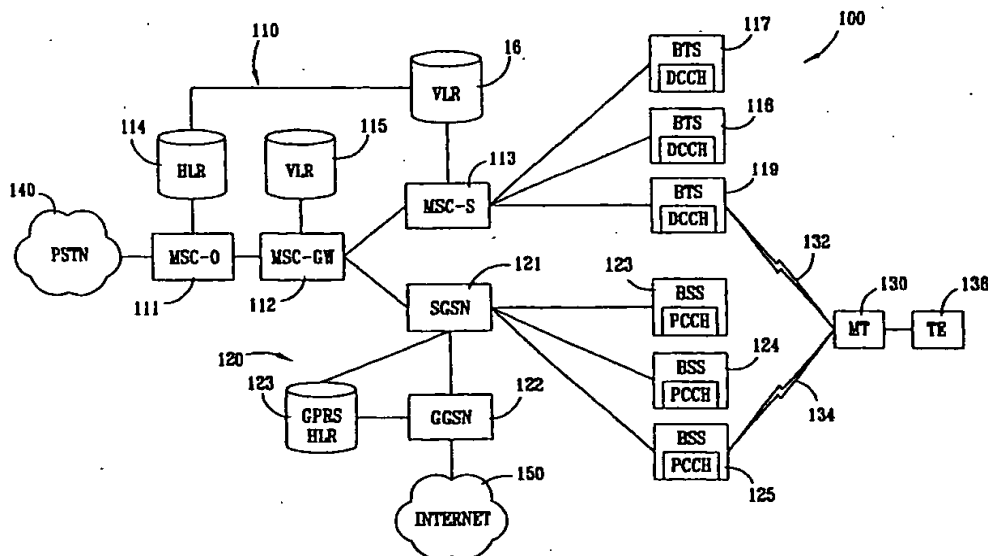 110
16
117
100
BTS
DCCH
VLR
114
115
118
BTS
DCCH
HLR
VLR
113
119
140
MSC-S
BTS
DCCH
PSTN
MSC-O
MSC-GW
132
111
112
121
123
130
138
SGSN
BSS
PCCH
MT
TE
120
124
123
122
BSS
PCCH
134
GPRS
HLR
GGSN
150
BSS
PCCH
125
INTERNET